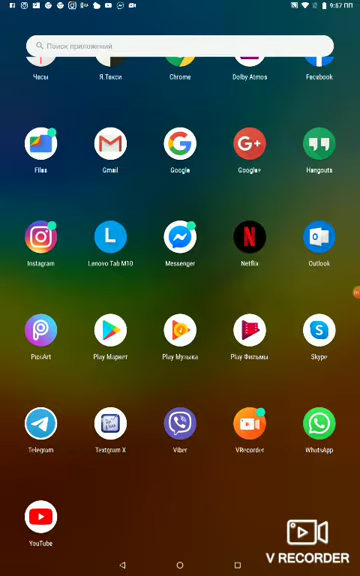 9:57 ПП
Поиск приложений
Часы
Я.Такси
Chrome
Dolby Atmos
Facebook
Files
Gmail
Google
Google+
Hangouts
Instagram
Lenovo Tab M10
Messenger
Netflix
Outlook
PicsArt
Play Маркет
Play Музыка
Play Фильмы
Skype
Telegram
Textgram X
Viber
VRecorder
WhatsApp
YouTube
V RECORDER